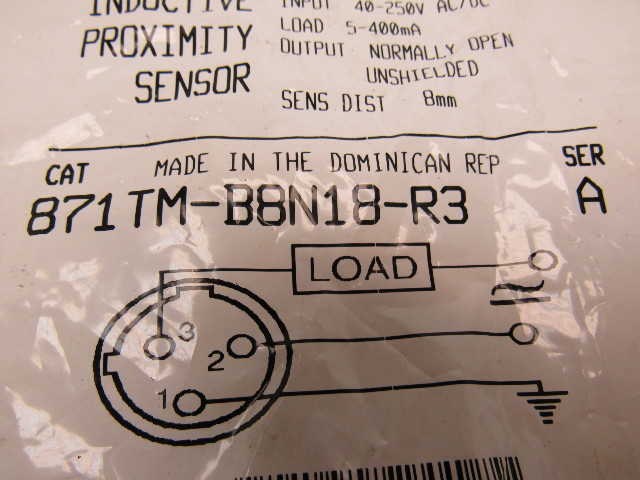 INDUCTIVE
PROXIMITY
SENSOR
INPUT 40-250V AC/DC
LOAD 5-400mA
OUTPUT NORMALLY OPEN
UNSHIELDED
SENS DIST 8mm
CAT MADE IN THE DOMINICAN REP SER
871TM-B8N18-R3 A
LOAD
3
2
1